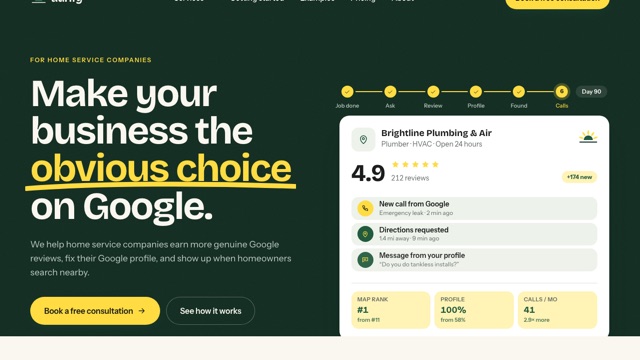 FOR HOME SERVICE COMPANIES
Make your
business the
obvious choice
on Google.
We help home service companies earn more genuine Google
reviews, fix their Google profile, and show up when homeowners
search nearby.
Book a free consultation →
See how it works
6
Day 90
Job done
Ask
Review
Profile
Found
Calls
Brightline Plumbing & Air
Plumber · HVAC · Open 24 hours
4.9
212 reviews
+174 new
New call from Google
Emergency leak · 2 min ago
Directions requested
1.4 mi away · 9 min ago
Message from your profile
"Do you do tankless installs?"
MAP RANK
#1
from #11
PROFILE
100%
from 58%
CALLS / MO
41
2.9× more